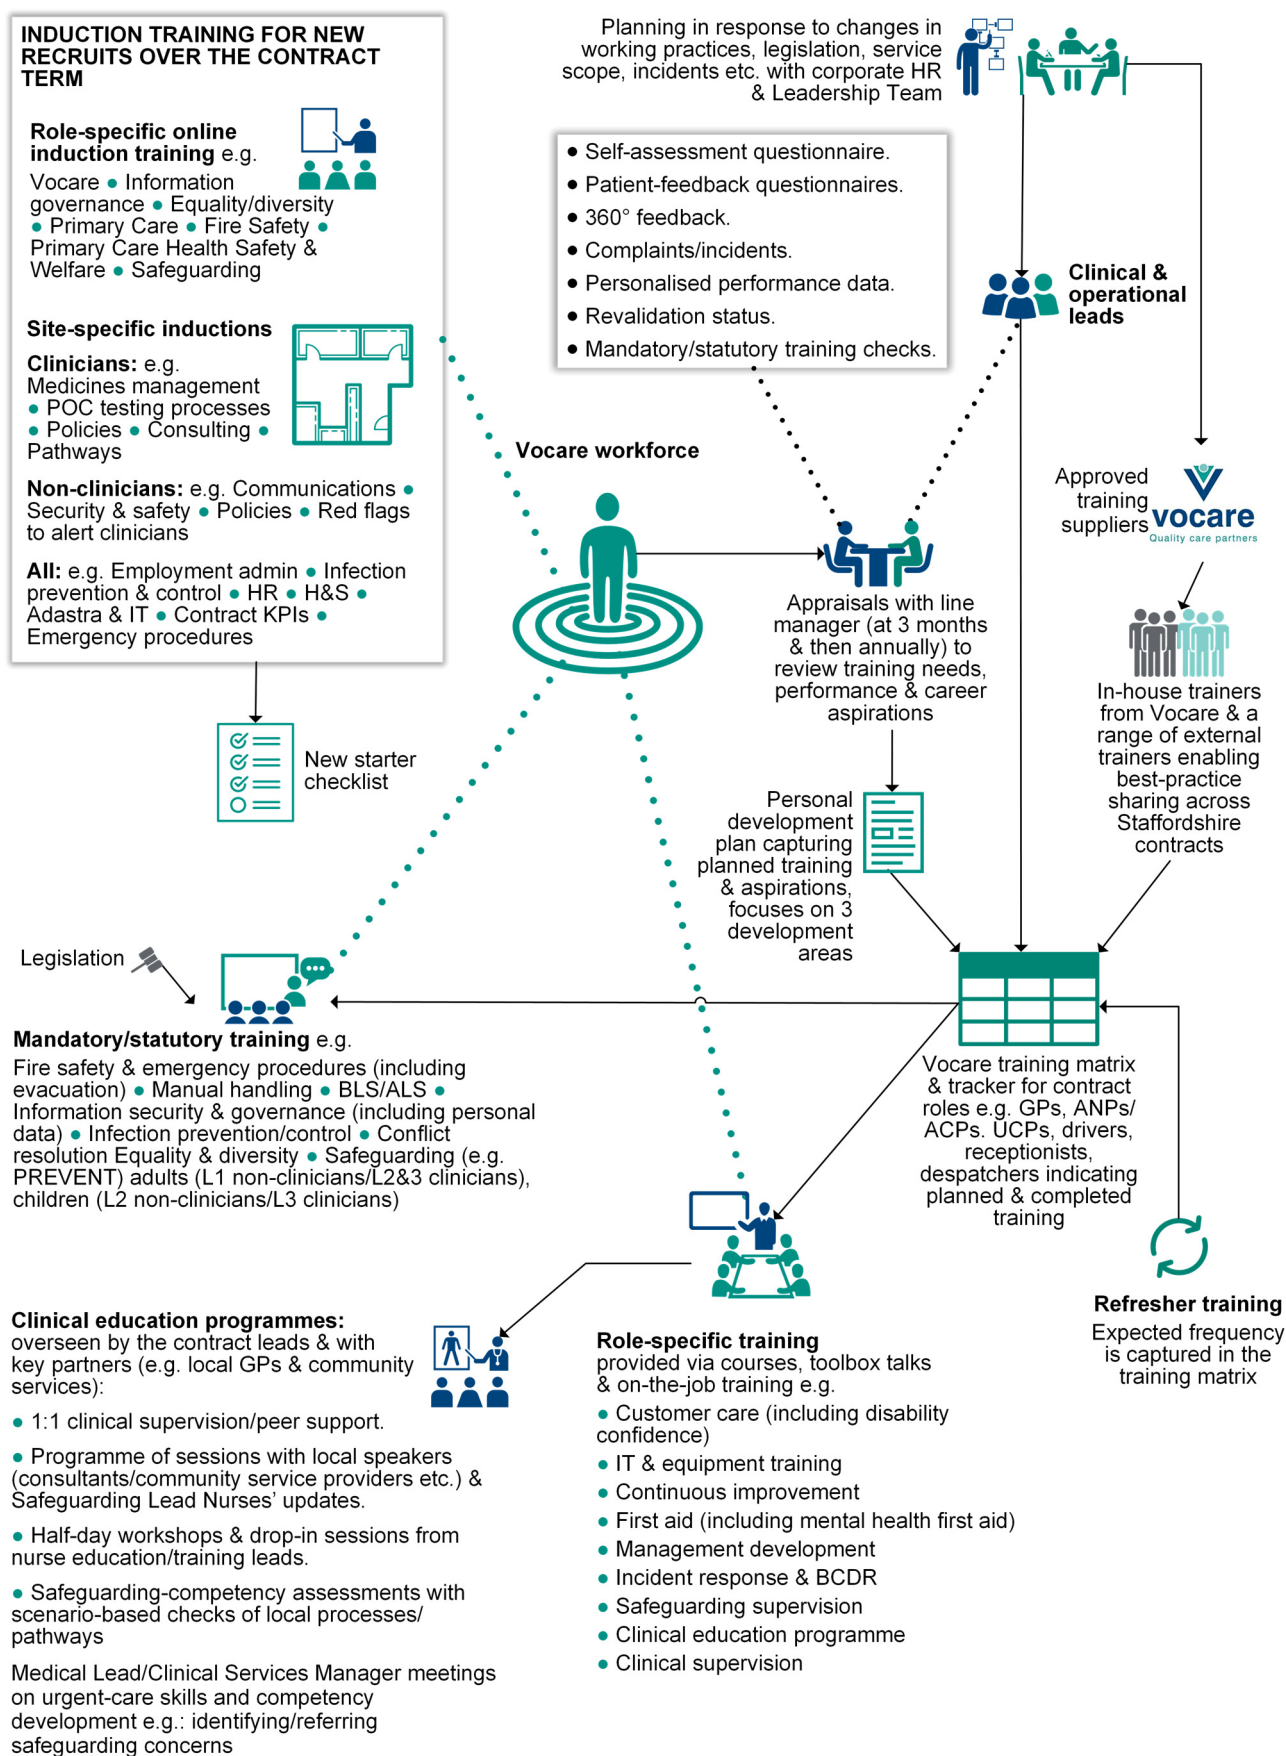 INDUCTION TRAINING FOR NEW
RECRUITS OVER THE CONTRACT
TERM
Role-specific online
induction training e.g.
Vocare ● Information
governance ● Equality/diversity
● Primary Care ● Fire Safety ●
Primary Care Health Safety &
Welfare ● Safeguarding
Site-specific inductions
Clinicians: e.g.
Medicines management
● POC testing processes
● Policies ● Consulting ●
Pathways
Non-clinicians: e.g. Communications ●
Security & safety ● Policies ● Red flags
to alert clinicians
All: e.g. Employment admin ● Infection
prevention & control ● HR ● H&S ●
Adastra & IT ● Contract KPIs ●
Emergency procedures
New starter
checklist
Planning in response to changes in
working practices, legislation, service
scope, incidents etc. with corporate HR
& Leadership Team
● Self-assessment questionnaire.
● Patient-feedback questionnaires.
● 360° feedback.
● Complaints/incidents.
● Personalised performance data.
● Revalidation status.
● Mandatory/statutory training checks.
Clinical &
operational
leads
Vocare workforce
Approved
training
suppliers
vocare
Quality care partners
Appraisals with line
manager (at 3 months
& then annually) to
review training needs,
performance & career
aspirations
In-house trainers
from Vocare & a
range of external
trainers enabling
best-practice
sharing across
Staffordshire
contracts
Personal
development
plan capturing
planned training
& aspirations,
focuses on 3
development
areas
Legislation
Mandatory/statutory training e.g.
Fire safety & emergency procedures (including
evacuation) ● Manual handling ● BLS/ALS ●
Information security & governance (including personal
data) ● Infection prevention/control ● Conflict
resolution Equality & diversity ● Safeguarding (e.g.
PREVENT) adults (L1 non-clinicians/L2&3 clinicians),
children (L2 non-clinicians/L3 clinicians)
Vocare training matrix
& tracker for contract
roles e.g. GPs, ANPs/
ACPs. UCPs, drivers,
receptionists,
despatchers indicating
planned & completed
training
Refresher training
Expected frequency
is captured in the
training matrix
Clinical education programmes:
overseen by the contract leads & with
key partners (e.g. local GPs & community
services):
● 1:1 clinical supervision/peer support.
● Programme of sessions with local speakers
(consultants/community service providers etc.) &
Safeguarding Lead Nurses’ updates.
● Half-day workshops & drop-in sessions from
nurse education/training leads.
● Safeguarding-competency assessments with
scenario-based checks of local processes/
pathways
Medical Lead/Clinical Services Manager meetings
on urgent-care skills and competency
development e.g.: identifying/referring
safeguarding concerns
Role-specific training
provided via courses, toolbox talks
& on-the-job training e.g.
● Customer care (including disability
confidence)
● IT & equipment training
● Continuous improvement
● First aid (including mental health first aid)
● Management development
● Incident response & BCDR
● Safeguarding supervision
● Clinical education programme
● Clinical supervision